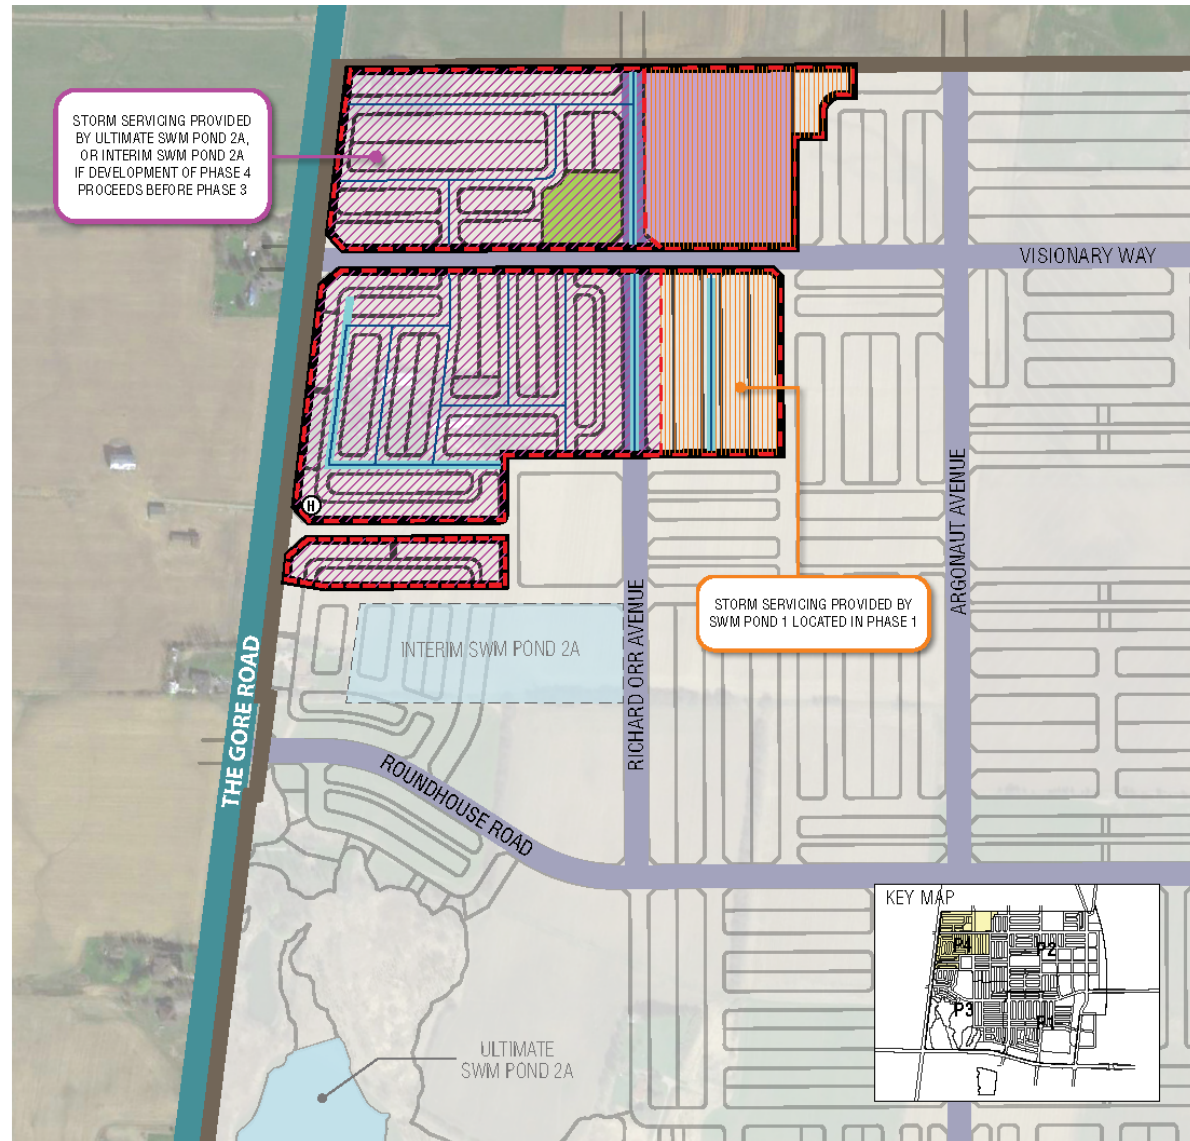 STORM SERVICING PROVIDED
BY ULTIMATE SWM POND 2A,
OR INTERIM SWM POND 2A
IF DEVELOPMENT OF PHASE 4
PROCEEDS BEFORE PHASE 3
VISIONARY WAY
H
ARGONAUT AVENUE
RICHARD ORR AVENUE
STORM SERVICING PROVIDED BY
SWM POND 1 LOCATED IN PHASE 1
INTERIM SWM POND 2A
THE GORE ROAD
ROUNDHOUSE ROAD
KEY MAP
P4
P2
P3
P1
ULTIMATE
SWM POND 2A